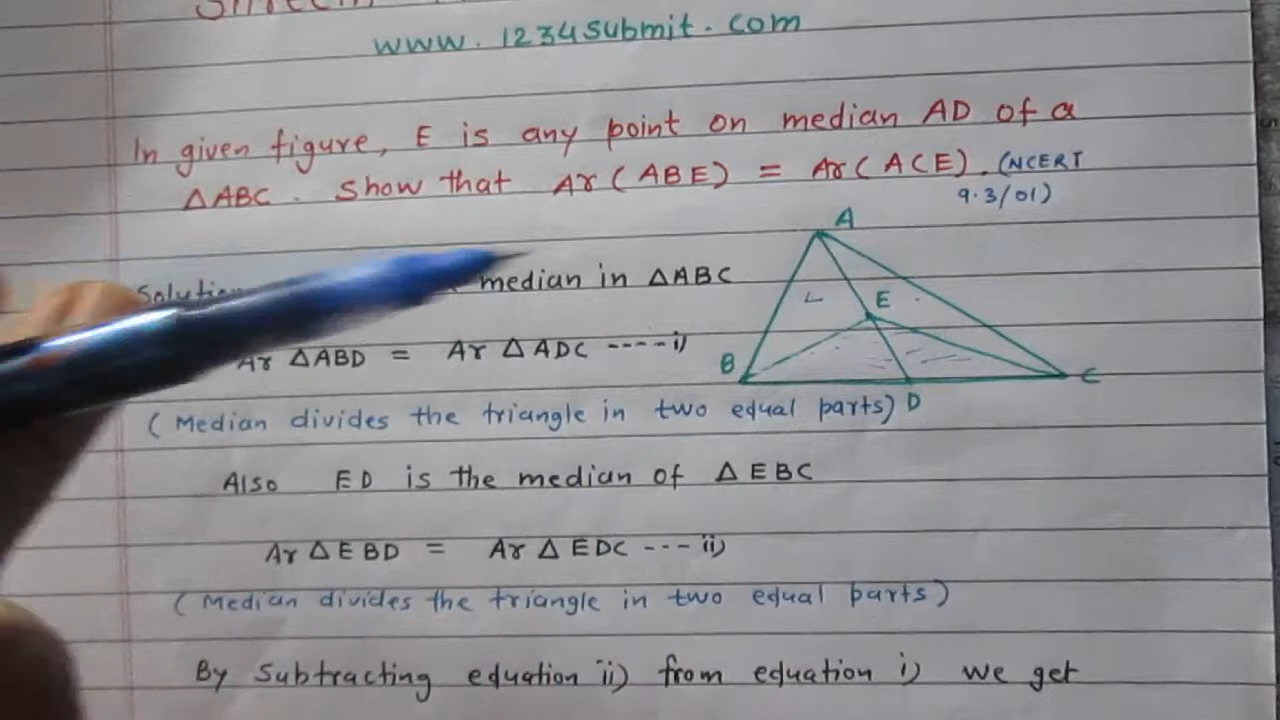 www. 1234submit. com
In given figure, E is any point on median AD of a
ΔABC. Show that Ar(ABE) = Ar(ACE). (NCERT
9.3/01)
Solution median in ΔABC
Ar ΔABD = Ar ΔADC ----- i)
(Median divides the triangle in two equal parts)
Also ED is the median of ΔEBC
Ar ΔEBD = Ar ΔEDC --- ii)
(Median divides the triangle in two equal parts)
By Subtracting equation ii) from equation i) we get
A
E
B
D
C